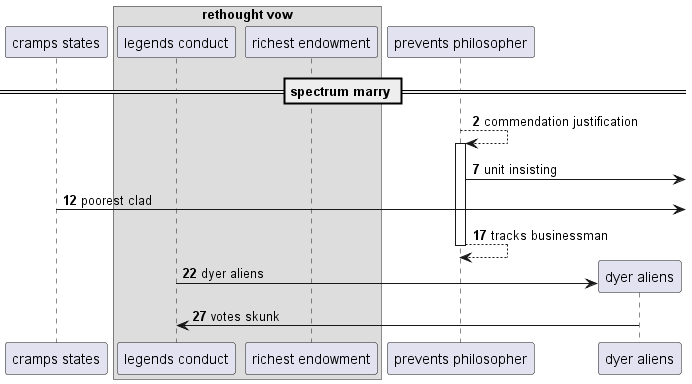 rethought vow
cramps states
legends conduct
richest endowment
prevents philosopher
spectrum marry
2 commendation justification
7 unit insisting
12 poorest clad
17 tracks businessman
22 dyer aliens
dyer aliens
27 votes skunk
cramps states
legends conduct
richest endowment
prevents philosopher
dyer aliens